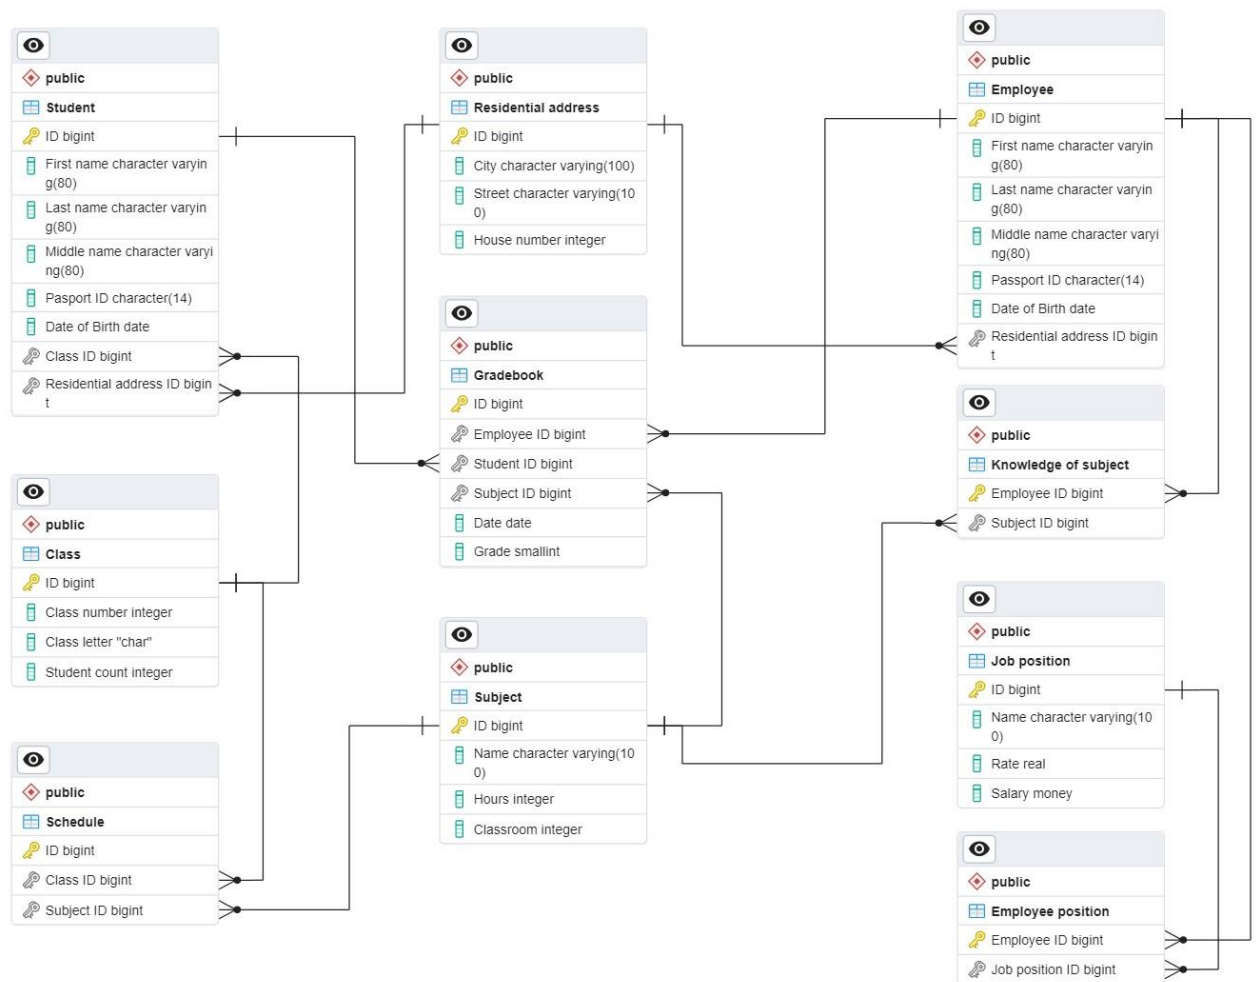 public
Student
ID bigint
First name character varyin
g(80)
Last name character varyin
g(80)
Middle name character varyi
ng(80)
Pasport ID character(14)
Date of Birth date
Class ID bigint
Residential address ID bigin
t
public
Class
ID bigint
Class number integer
Class letter "char"
Student count integer
public
Schedule
ID bigint
Class ID bigint
Subject ID bigint
public
Residential address
ID bigint
City character varying(100)
Street character varying(10
0)
House number integer
public
Gradebook
ID bigint
Employee ID bigint
Student ID bigint
Subject ID bigint
Date date
Grade smallint
public
Subject
ID bigint
Name character varying(10
0)
Hours integer
Classroom integer
public
Employee
ID bigint
First name character varyin
g(80)
Last name character varyin
g(80)
Middle name character varyi
ng(80)
Passport ID character(14)
Date of Birth date
Residential address ID bigin
t
public
Knowledge of subject
Employee ID bigint
Subject ID bigint
public
Job position
ID bigint
Name character varying(10
0)
Rate real
Salary money
public
Employee position
Employee ID bigint
Job position ID bigint